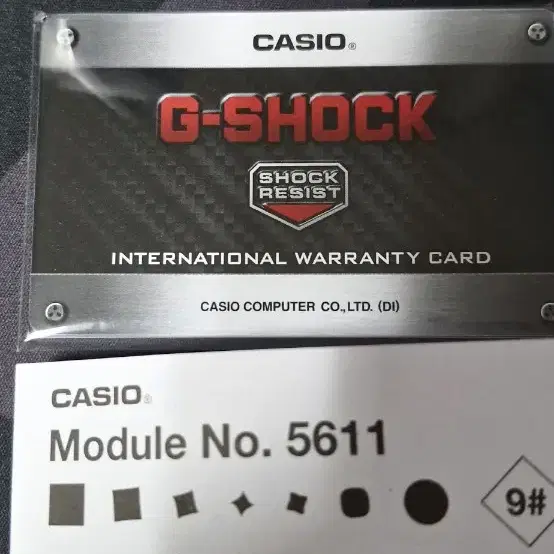 CASIO®
G-SHOCK
SHOCK
RESIST
INTERNATIONAL WARRANTY CARD
CASIO COMPUTER CO.,LTD. (DI)
CASIO®
Module No. 5611
9#